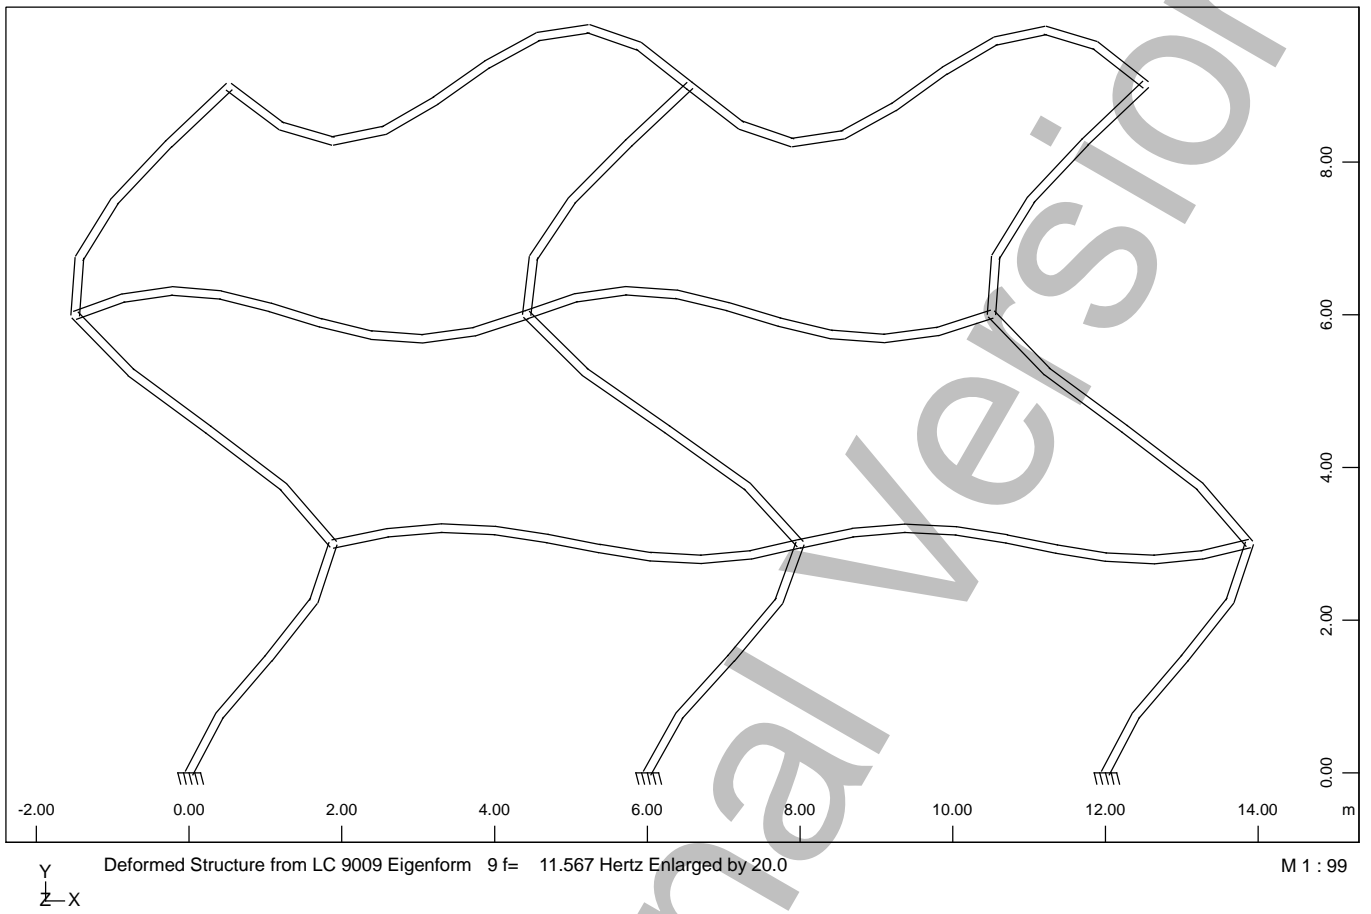 nal Version
8.00
6.00
4.00
2.00
0.00
-2.00 0.00 2.00 4.00 6.00 8.00 10.00 12.00 14.00 m
Deformed Structure from LC 9009 Eigenform 9 f= 11.567 Hertz Enlarged by 20.0 M 1 : 99
Y
Z X